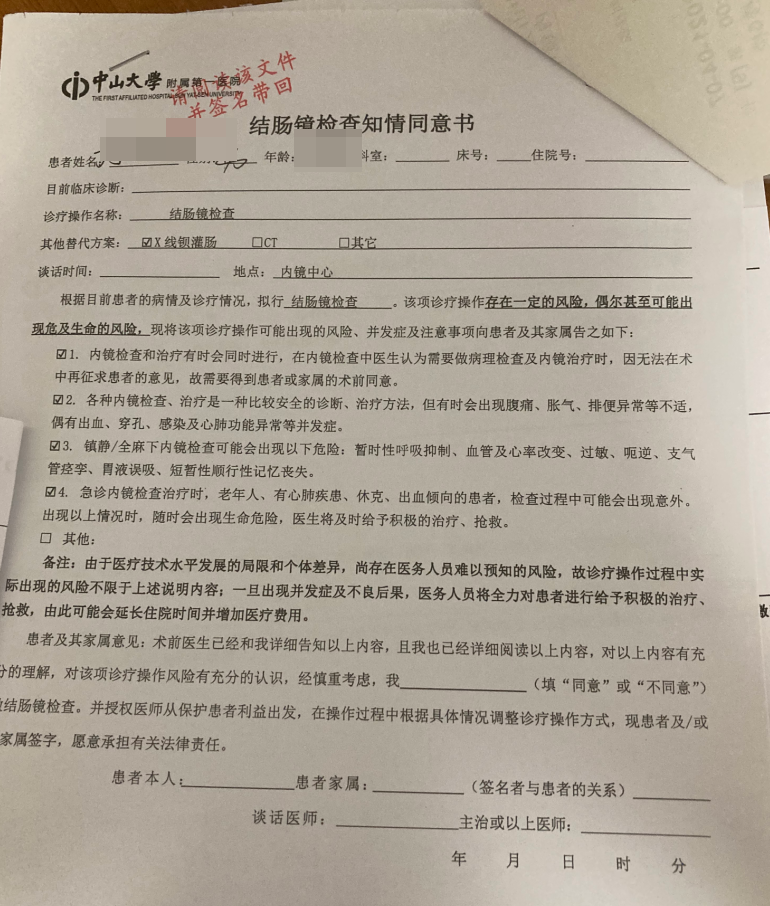 中山大學 附属第一医院
THE FIRST AFFILIATED HOSPITAL, SUN YAT-SEN UNIVERSITY
请阅读该文件
并签名带回
结肠镜检查知情同意书
患者姓名 年龄: 科室: 床号: 住院号:
目前临床诊断:
诊疗操作名称: 结肠镜检查
其他替代方案: ☑X 线钡灌肠 □CT □其它
谈话时间: 地点: 内镜中心
根据目前患者的病情及诊疗情况，拟行 结肠镜检查 。该项诊疗操作存在一定的风险，偶尔甚至可能出
现危及生命的风险，现将该项诊疗操作可能出现的风险、并发症及注意事项向患者及其家属告之如下：
☑1. 内镜检查和治疗有时会同时进行，在内镜检查中医生认为需要做病理检查及内镜治疗时，因无法在术
中再征求患者的意见，故需要得到患者或家属的术前同意。
☑2. 各种内镜检查、治疗是一种比较安全的诊断、治疗方法，但有时会出现腹痛、胀气、排便异常等不适，
偶有出血、穿孔、感染及心肺功能异常等并发症。
☑3. 镇静/全麻下内镜检查可能会出现以下危险：暂时性呼吸抑制、血管及心率改变、过敏、呃逆、支气
管痉挛、胃液误吸、短暂性顺行性记忆丧失。
☑4. 急诊内镜检查治疗时，老年人、有心肺疾患、休克、出血倾向的患者，检查过程中可能会出现意外。
出现以上情况时，随时会出现生命危险，医生将及时给予积极的治疗、抢救。
□ 其他:
备注：由于医疗技术水平发展的局限和个体差异，尚存在医务人员难以预知的风险，故诊疗操作过程中实
际出现的风险不限于上述说明内容；一旦出现并发症及不良后果，医务人员将全力对患者进行给予积极的治疗、
抢救，由此可能会延长住院时间并增加医疗费用。
患者及其家属意见：术前医生已经和我详细告知以上内容，且我也已经详细阅读以上内容，对以上内容有充
分的理解，对该项诊疗操作风险有充分的认识，经慎重考虑，我 （填“同意”或“不同意”）
结肠镜检查。并授权医师从保护患者利益出发，在操作过程中根据具体情况调整诊疗操作方式，现患者及/或
家属签字，愿意承担有关法律责任。
患者本人: 患者家属: （签名者与患者的关系）
谈话医师: 主治或以上医师:
年 月 日 时 分